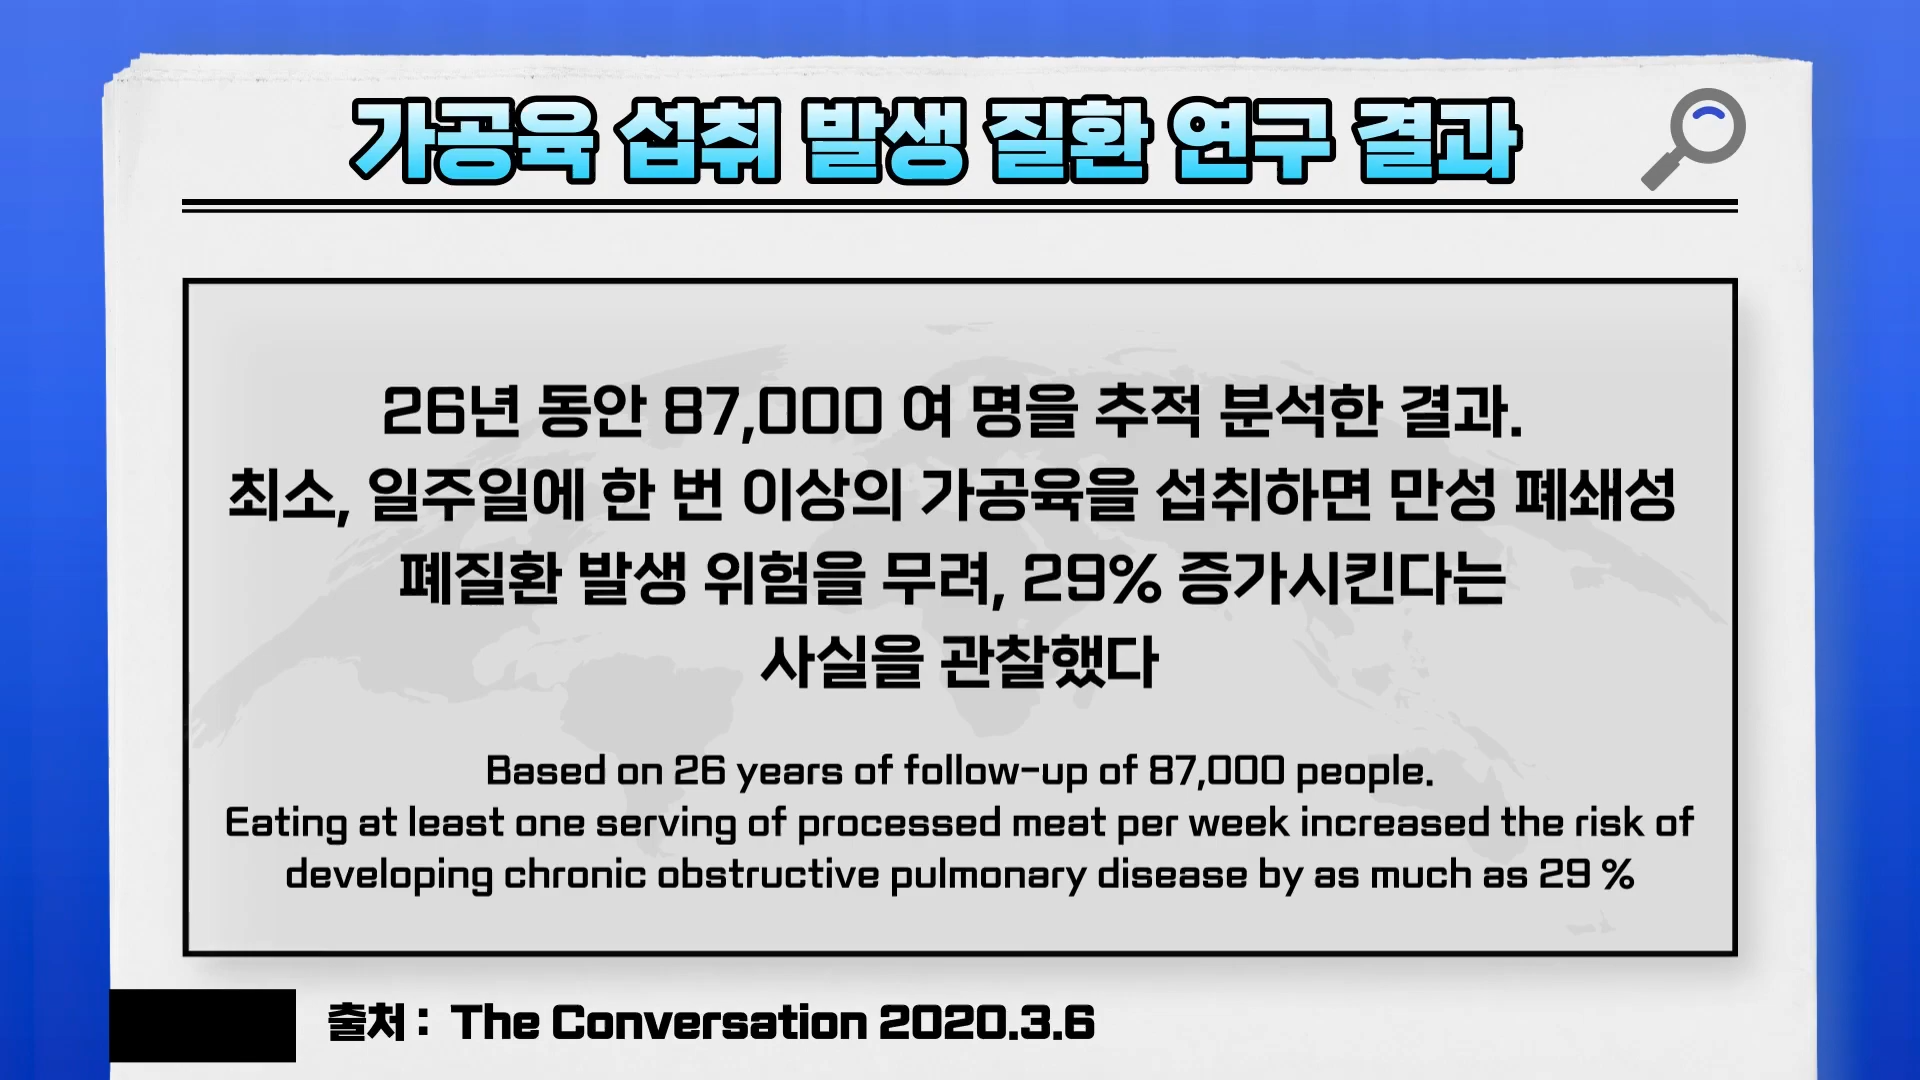 가공육 섭취 발생 질환 연구 결과
26년 동안 87,000 여 명을 추적 분석한 결과.
최소, 일주일에 한 번 이상의 가공육을 섭취하면 만성 폐쇄성
폐질환 발생 위험을 무려, 29% 증가시킨다는
사실을 관찰했다
Based on 26 years of follow-up of 87,000 people.
Eating at least one serving of processed meat per week increased the risk of
developing chronic obstructive pulmonary disease by as much as 29 %
출처 : The Conversation 2020.3.6